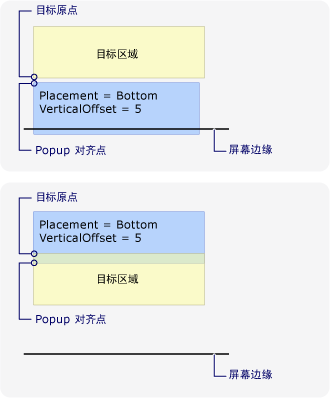 目标原点
目标区域
Placement = Bottom
VerticalOffset = 5
Popup 对齐点
屏幕边缘
目标原点
Placement = Bottom
VerticalOffset = 5
目标区域
Popup 对齐点
屏幕边缘